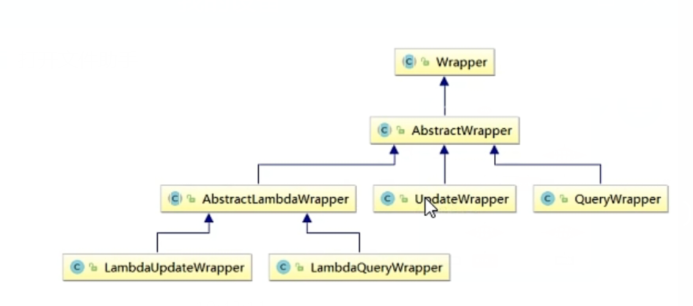 Wrapper
AbstractWrapper
AbstractLambdaWrapper UpdateWrapper QueryWrapper
LambdaUpdateWrapper LambdaQueryWrapper